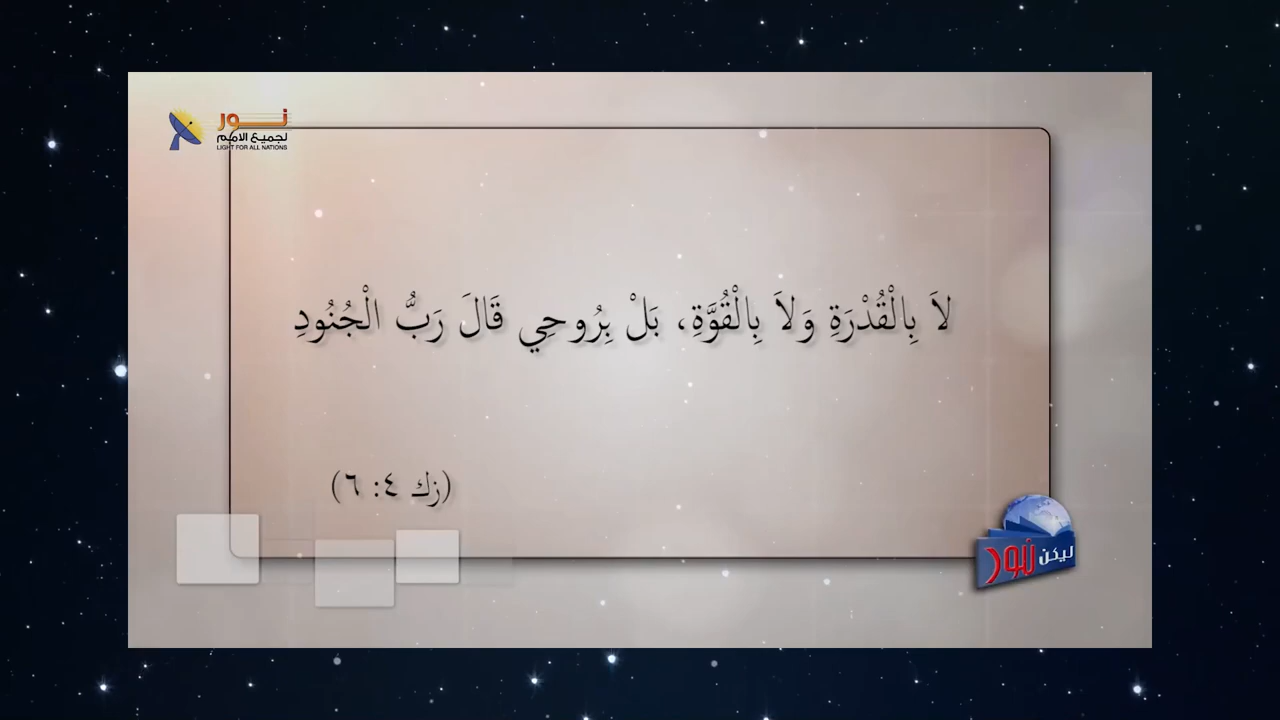 نور
لجميع الامم
LIGHT FOR ALL NATIONS
لاَ بِالْقُدْرَةِ وَلاَ بِالْقُوَّةِ، بَلْ بِرُوحِي قَالَ رَبُّ الْجُنُودِ
(زك ٤: ٦)
ليكن نور